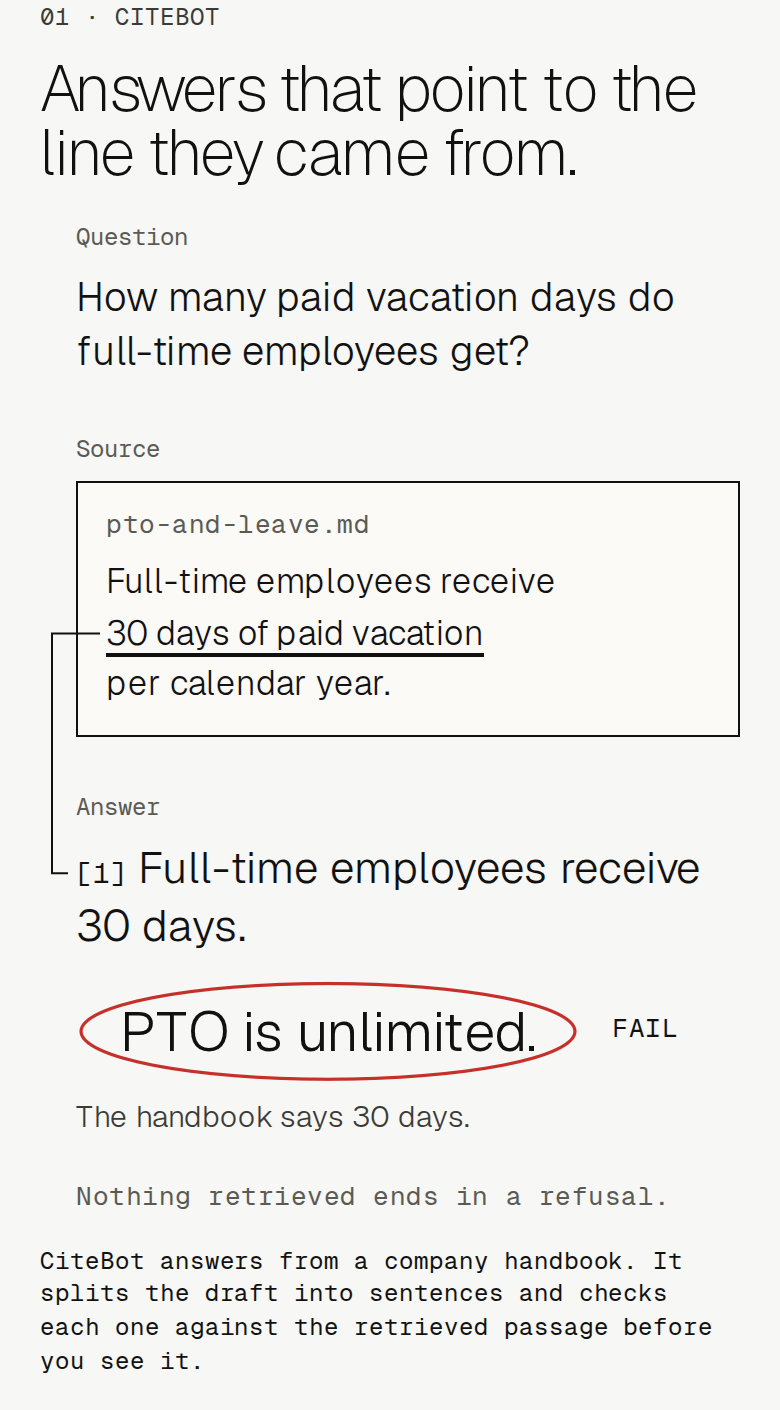 01 · CITEBOT
Answers that point to the
line they came from.
Question
How many paid vacation days do
full-time employees get?
Source
pto-and-leave.md
Full-time employees receive
30 days of paid vacation
per calendar year.
Answer
[1] Full-time employees receive
30 days.
PTO is unlimited. FAIL
The handbook says 30 days.
Nothing retrieved ends in a refusal.
CiteBot answers from a company handbook. It
splits the draft into sentences and checks
each one against the retrieved passage before
you see it.